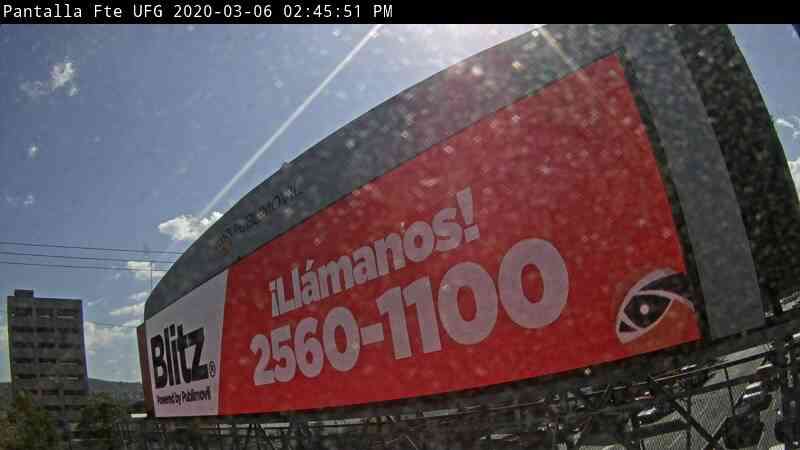 Pantalla Fte UFG 2020-03-06 02:45:51 PM
¡Llámanos!
2560-1100
Blitz®
Powered by Publimovil